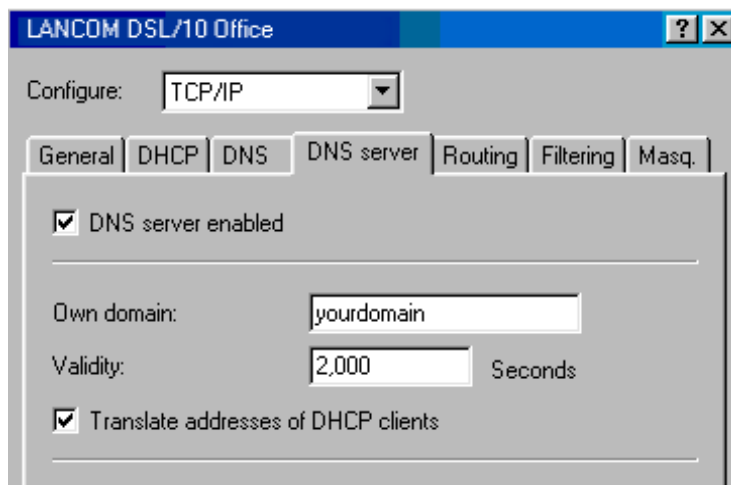 LANCOM DSL/10 Office
Configure: TCP/IP
General DHCP DNS DNS server Routing Filtering Masq.
DNS server enabled
Own domain: yourdomain
Validity: 2,000 Seconds
Translate addresses of DHCP clients